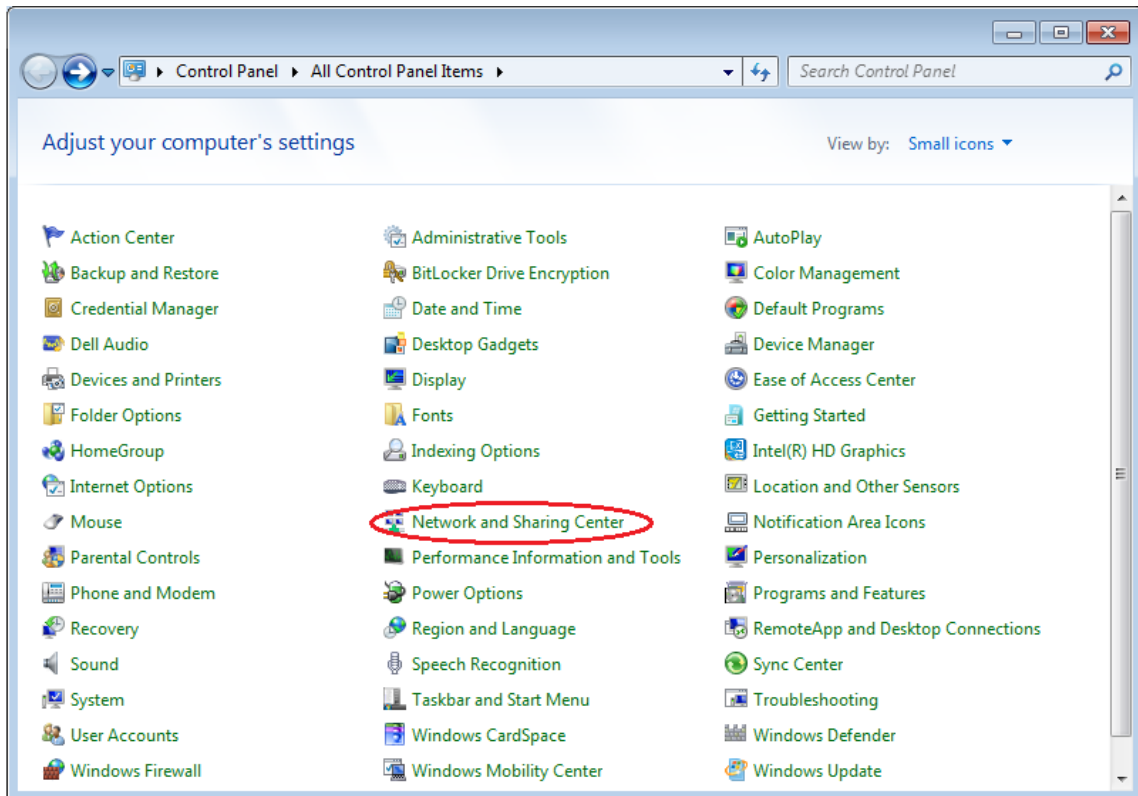 Control Panel All Control Panel Items Search Control Panel
Adjust your computer's settings View by: Small icons
Action Center Administrative Tools AutoPlay
Backup and Restore BitLocker Drive Encryption Color Management
Credential Manager Date and Time Default Programs
Dell Audio Desktop Gadgets Device Manager
Devices and Printers Display Ease of Access Center
Folder Options Fonts Getting Started
HomeGroup Indexing Options Intel(R) HD Graphics
Internet Options Keyboard Location and Other Sensors
Mouse Network and Sharing Center Notification Area Icons
Parental Controls Performance Information and Tools Personalization
Phone and Modem Power Options Programs and Features
Recovery Region and Language RemoteApp and Desktop Connections
Sound Speech Recognition Sync Center
System Taskbar and Start Menu Troubleshooting
User Accounts Windows CardSpace Windows Defender
Windows Firewall Windows Mobility Center Windows Update